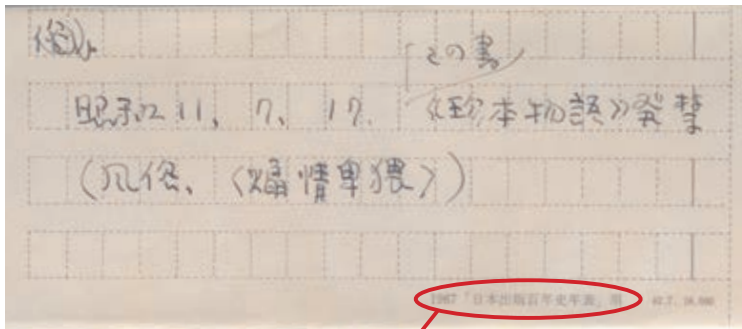 俗)。
その書
昭和11、7、17. 《珍本物語》発禁
(風俗、〈煽情卑猥〉)
1967「日本出版百年史年表」用